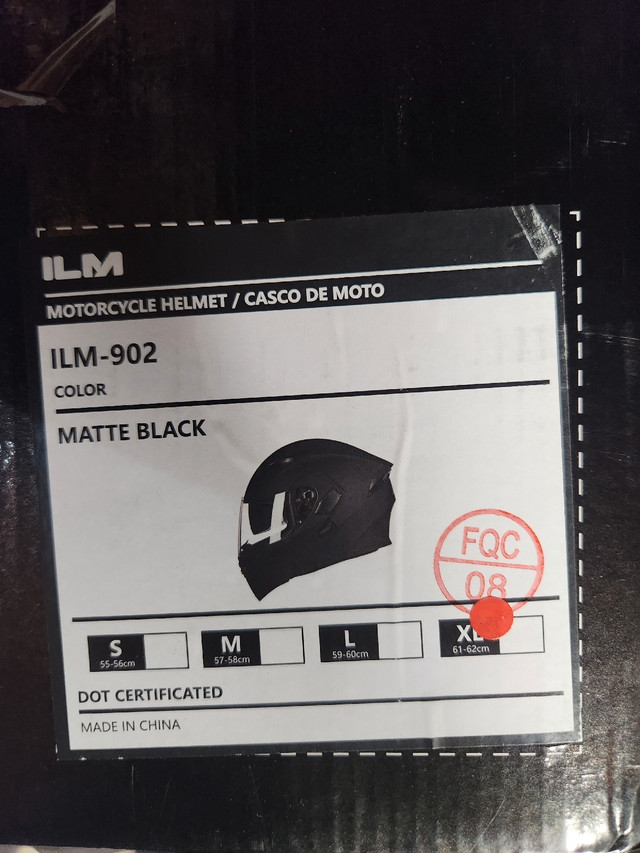 ILM
MOTORCYCLE HELMET / CASCO DE MOTO
ILM-902
COLOR
MATTE BLACK
FQC
08
S
55-56cm
M
57-58cm
L
59-60cm
XL
61-62cm
DOT CERTIFICATED
MADE IN CHINA